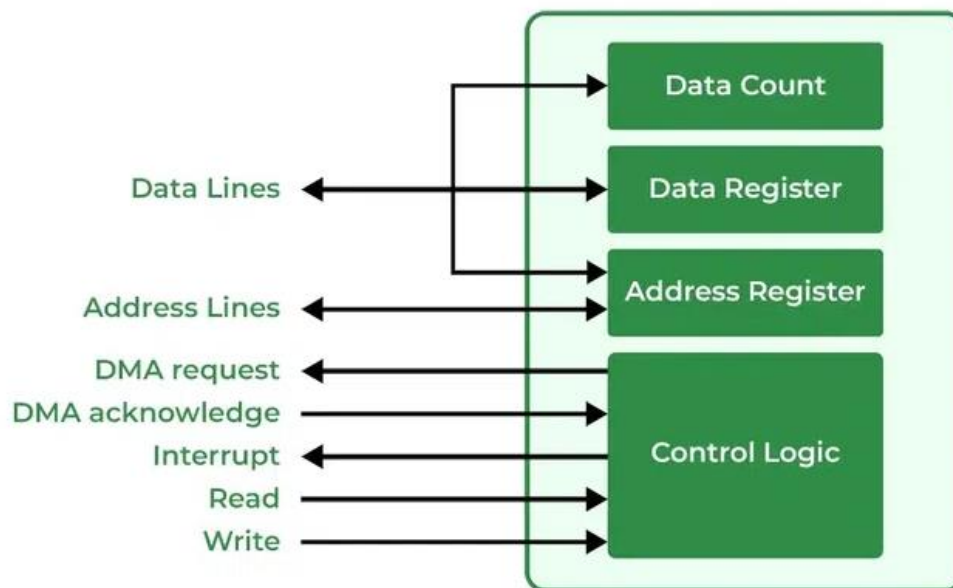 Data Count
Data Lines
Data Register
Address Register
Address Lines
DMA request
DMA acknowledge
Interrupt
Control Logic
Read
Write